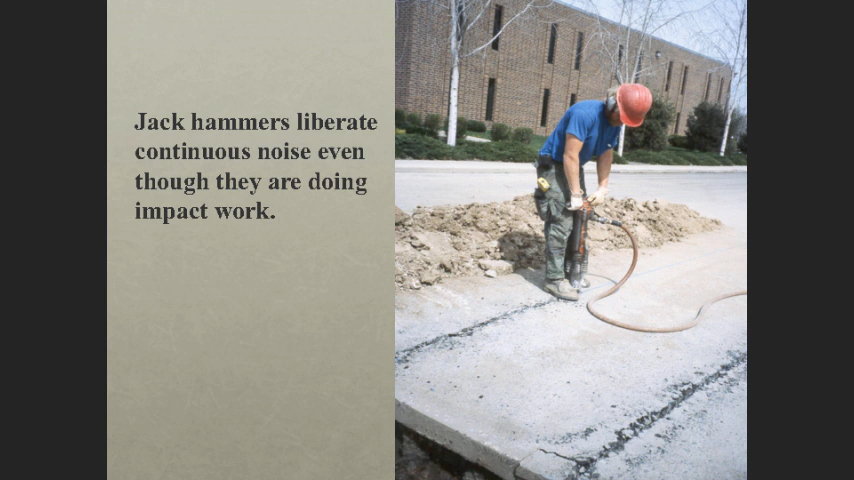 Jack hammers liberate
continuous noise even
though they are doing
impact work.